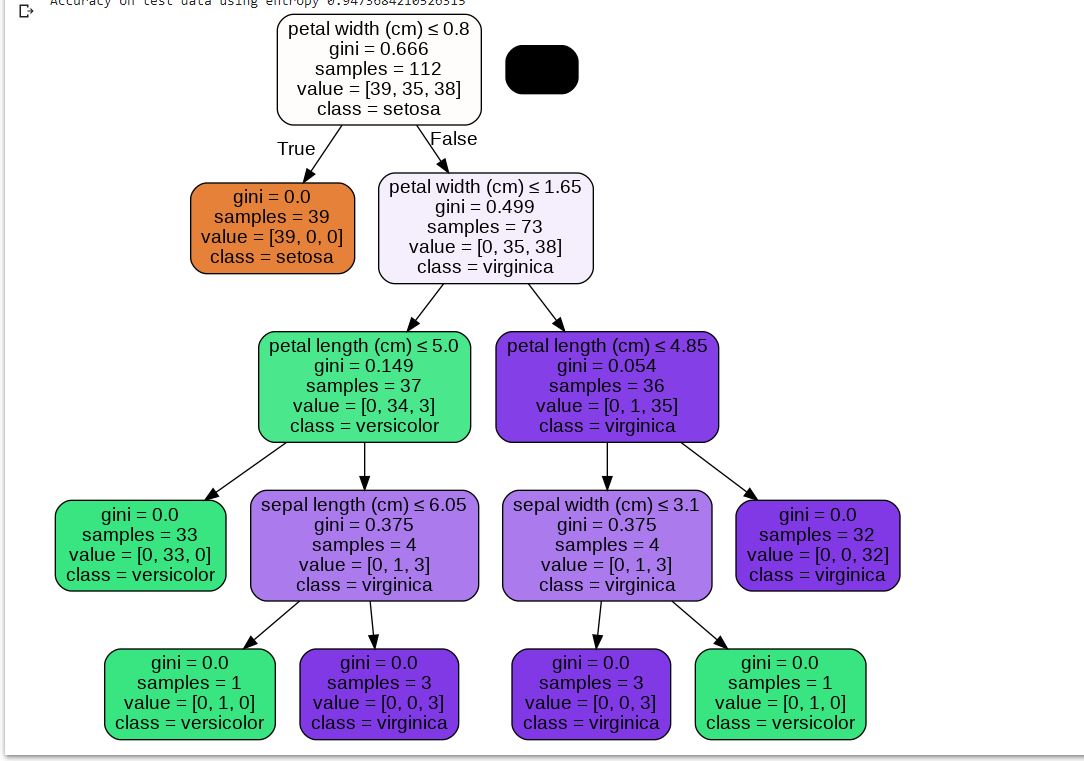 Accuracy on test data using entropy 0.9473684210526315
petal width (cm) ≤ 0.8
gini = 0.666
samples = 112
value = [39, 35, 38]
class = setosa
True
False
gini = 0.0
samples = 39
value = [39, 0, 0]
class = setosa
petal width (cm) ≤ 1.65
gini = 0.499
samples = 73
value = [0, 35, 38]
class = virginica
petal length (cm) ≤ 5.0
gini = 0.149
samples = 37
value = [0, 34, 3]
class = versicolor
petal length (cm) ≤ 4.85
gini = 0.054
samples = 36
value = [0, 1, 35]
class = virginica
gini = 0.0
samples = 33
value = [0, 33, 0]
class = versicolor
sepal length (cm) ≤ 6.05
gini = 0.375
samples = 4
value = [0, 1, 3]
class = virginica
sepal width (cm) ≤ 3.1
gini = 0.375
samples = 4
value = [0, 1, 3]
class = virginica
gini = 0.0
samples = 32
value = [0, 0, 32]
class = virginica
gini = 0.0
samples = 1
value = [0, 1, 0]
class = versicolor
gini = 0.0
samples = 3
value = [0, 0, 3]
class = virginica
gini = 0.0
samples = 3
value = [0, 0, 3]
class = virginica
gini = 0.0
samples = 1
value = [0, 1, 0]
class = versicolor